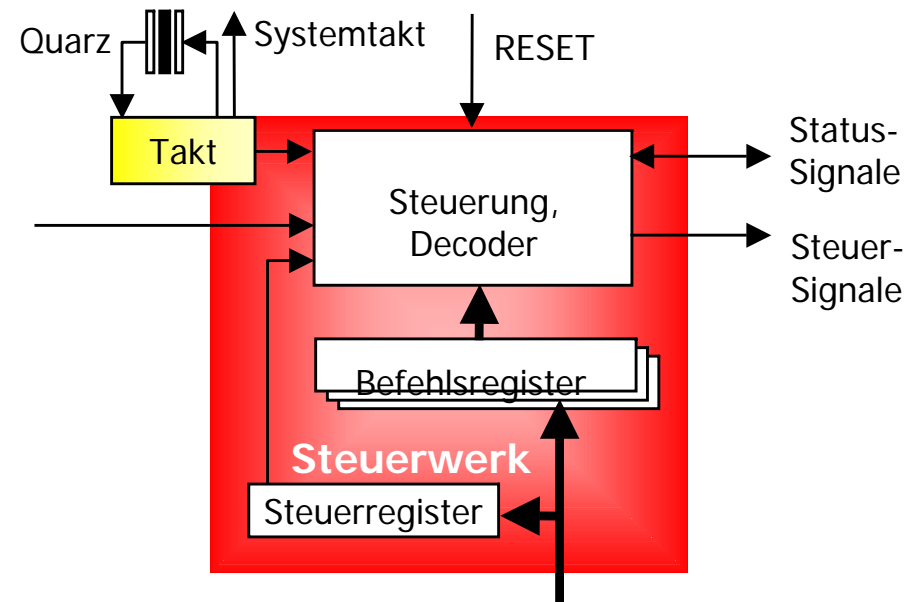 Quarz
Systemtakt
RESET
Takt
Status-
Signale
Steuerung,
Decoder
Steuer-
Signale
Befehlsregister
Steuerwerk
Steuerregister